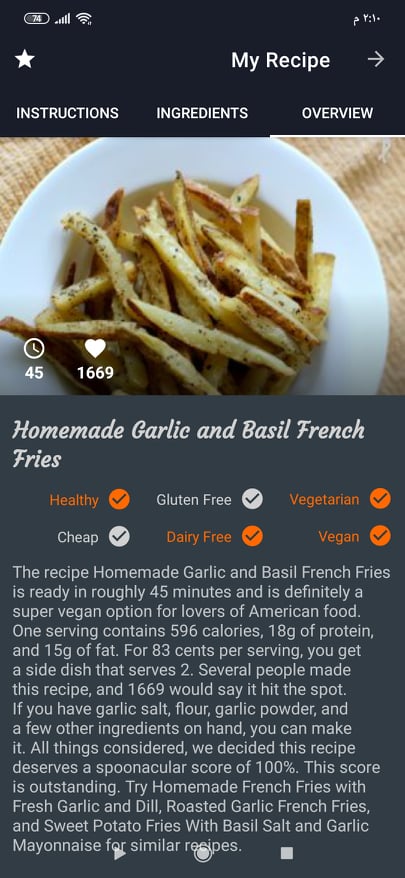 74
٢:١٠ م
My Recipe
INSTRUCTIONS
INGREDIENTS
OVERVIEW
45
1669
Homemade Garlic and Basil French
Fries
Healthy
Gluten Free
Vegetarian
Cheap
Dairy Free
Vegan
The recipe Homemade Garlic and Basil French Fries
is ready in roughly 45 minutes and is definitely a
super vegan option for lovers of American food.
One serving contains 596 calories, 18g of protein,
and 15g of fat. For 83 cents per serving, you get
a side dish that serves 2. Several people made
this recipe, and 1669 would say it hit the spot.
If you have garlic salt, flour, garlic powder, and
a few other ingredients on hand, you can make
it. All things considered, we decided this recipe
deserves a spoonacular score of 100%. This score
is outstanding. Try Homemade French Fries with
Fresh Garlic and Dill, Roasted Garlic French Fries,
and Sweet Potato Fries With Basil Salt and Garlic
Mayonnaise for similar recipes.